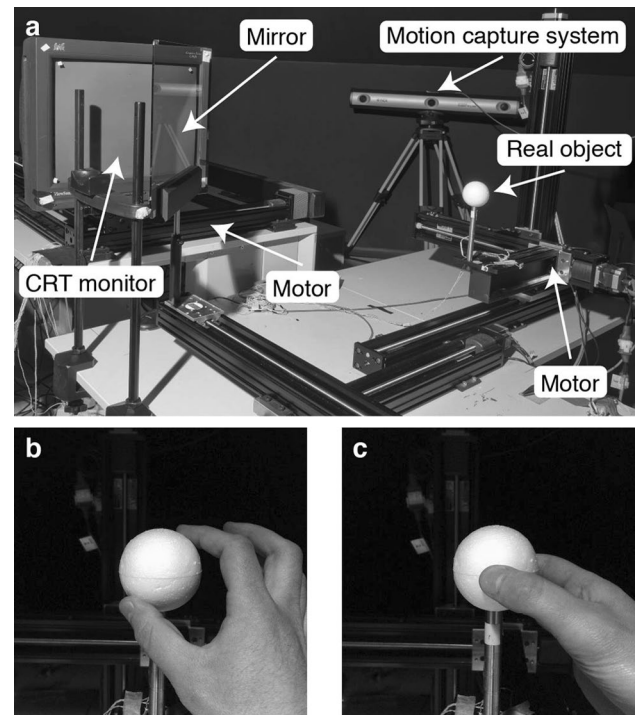 a
Mirror
Motion capture system
Real object
CRT monitor
Motor
Motor
b
c